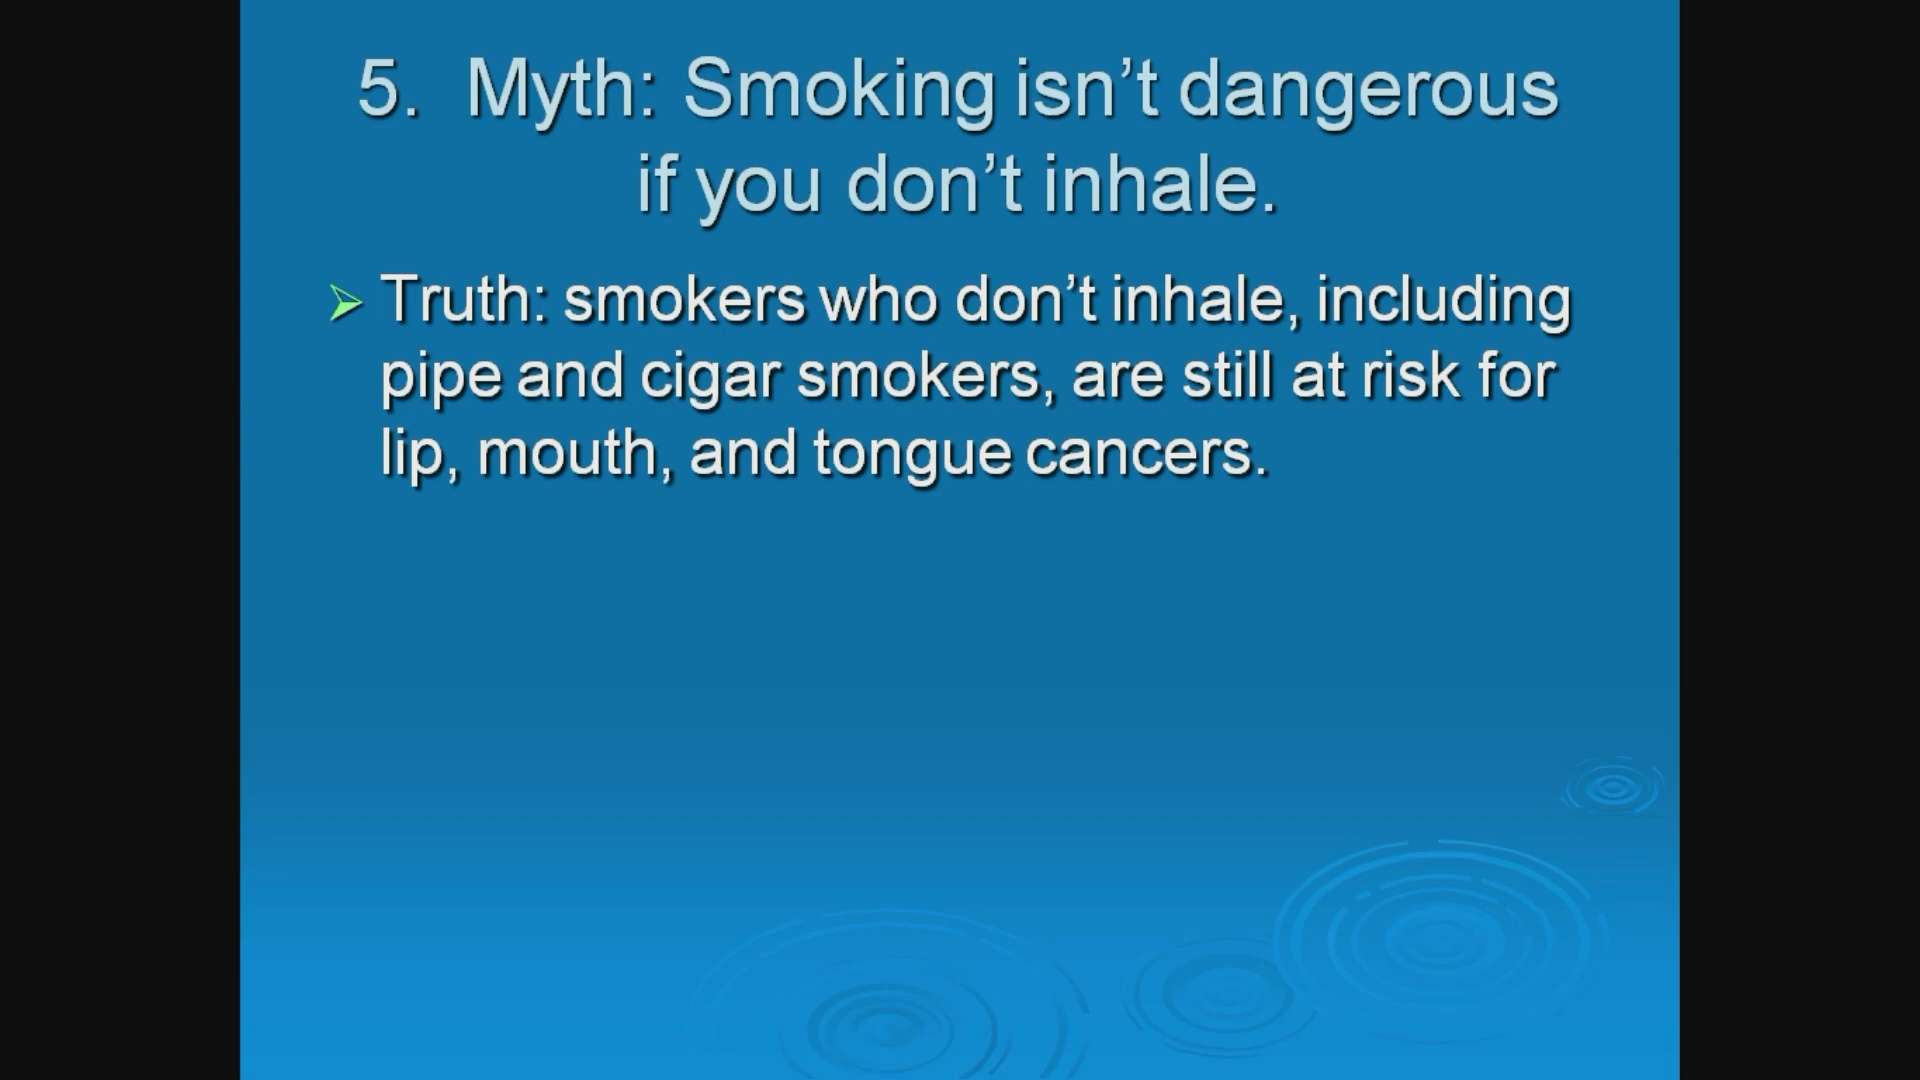 5. Myth: Smoking isn’t dangerous
if you don’t inhale.
Truth: smokers who don’t inhale, including
pipe and cigar smokers, are still at risk for
lip, mouth, and tongue cancers.